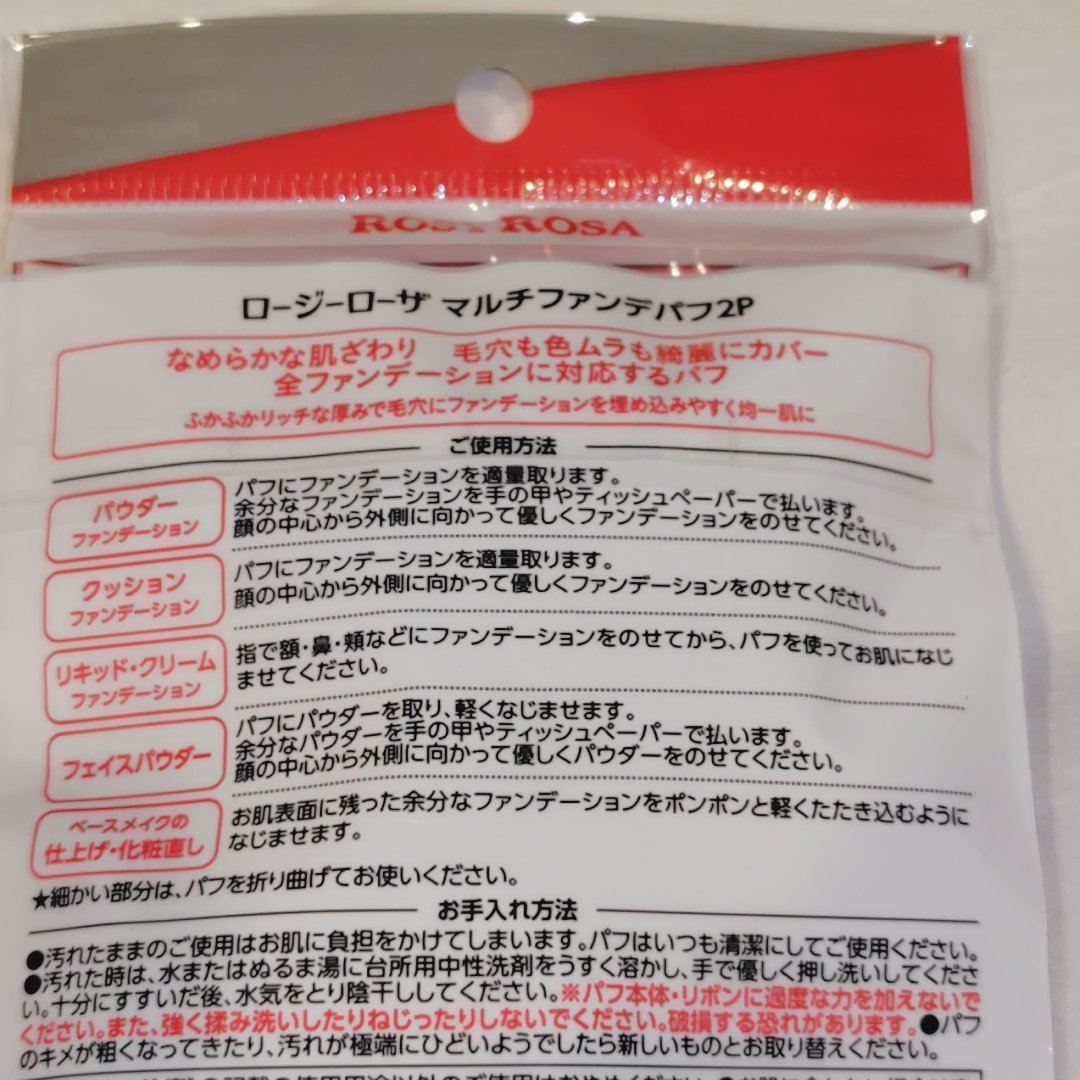 ROSY ROSA
ロージーローザ マルチファンデパフ2P
なめらかな肌ざわり 毛穴も色ムラも綺麗にカバー
全ファンデーションに対応するパフ
ふかふかリッチな厚みで毛穴にファンデーションを埋め込みやすく均一肌に
ご使用方法
パウダー
ファンデーション
パフにファンデーションを適量取ります。
余分なファンデーションを手の甲やティッシュペーパーで払います。
顔の中心から外側に向かって優しくファンデーションをのせてください。
クッション
ファンデーション
パフにファンデーションを適量取ります。
顔の中心から外側に向かって優しくファンデーションをのせてください。
リキッド・クリーム
ファンデーション
指で額・鼻・頬などにファンデーションをのせてから、パフを使ってお肌になじ
ませてください。
フェイスパウダー
パフにパウダーを取り、軽くなじませます。
余分なパウダーを手の甲やティッシュペーパーで払います。
顔の中心から外側に向かって優しくパウダーをのせてください。
ベースメイクの
仕上げ・化粧直し
お肌表面に残った余分なファンデーションをポンポンと軽くたたき込むように
なじませます。
★細かい部分は、パフを折り曲げてお使いください。
お手入れ方法
●汚れたままのご使用はお肌に負担をかけてしまいます。パフはいつも清潔にしてご使用ください。
●汚れた時は、水またはぬるま湯に台所用中性洗剤をうすく溶かし、手で優しく押し洗いしてくださ
い。十分にすすいだ後、水気をとり陰干ししてください。※パフ本体・リボンに過度な力を加えないで
ください。また、強く揉み洗いしたりねじったりしないでください。破損する恐れがあります。●パフ
のキメが粗くなってきたり、汚れが極端にひどいようでしたら新しいものとお取り替えください。